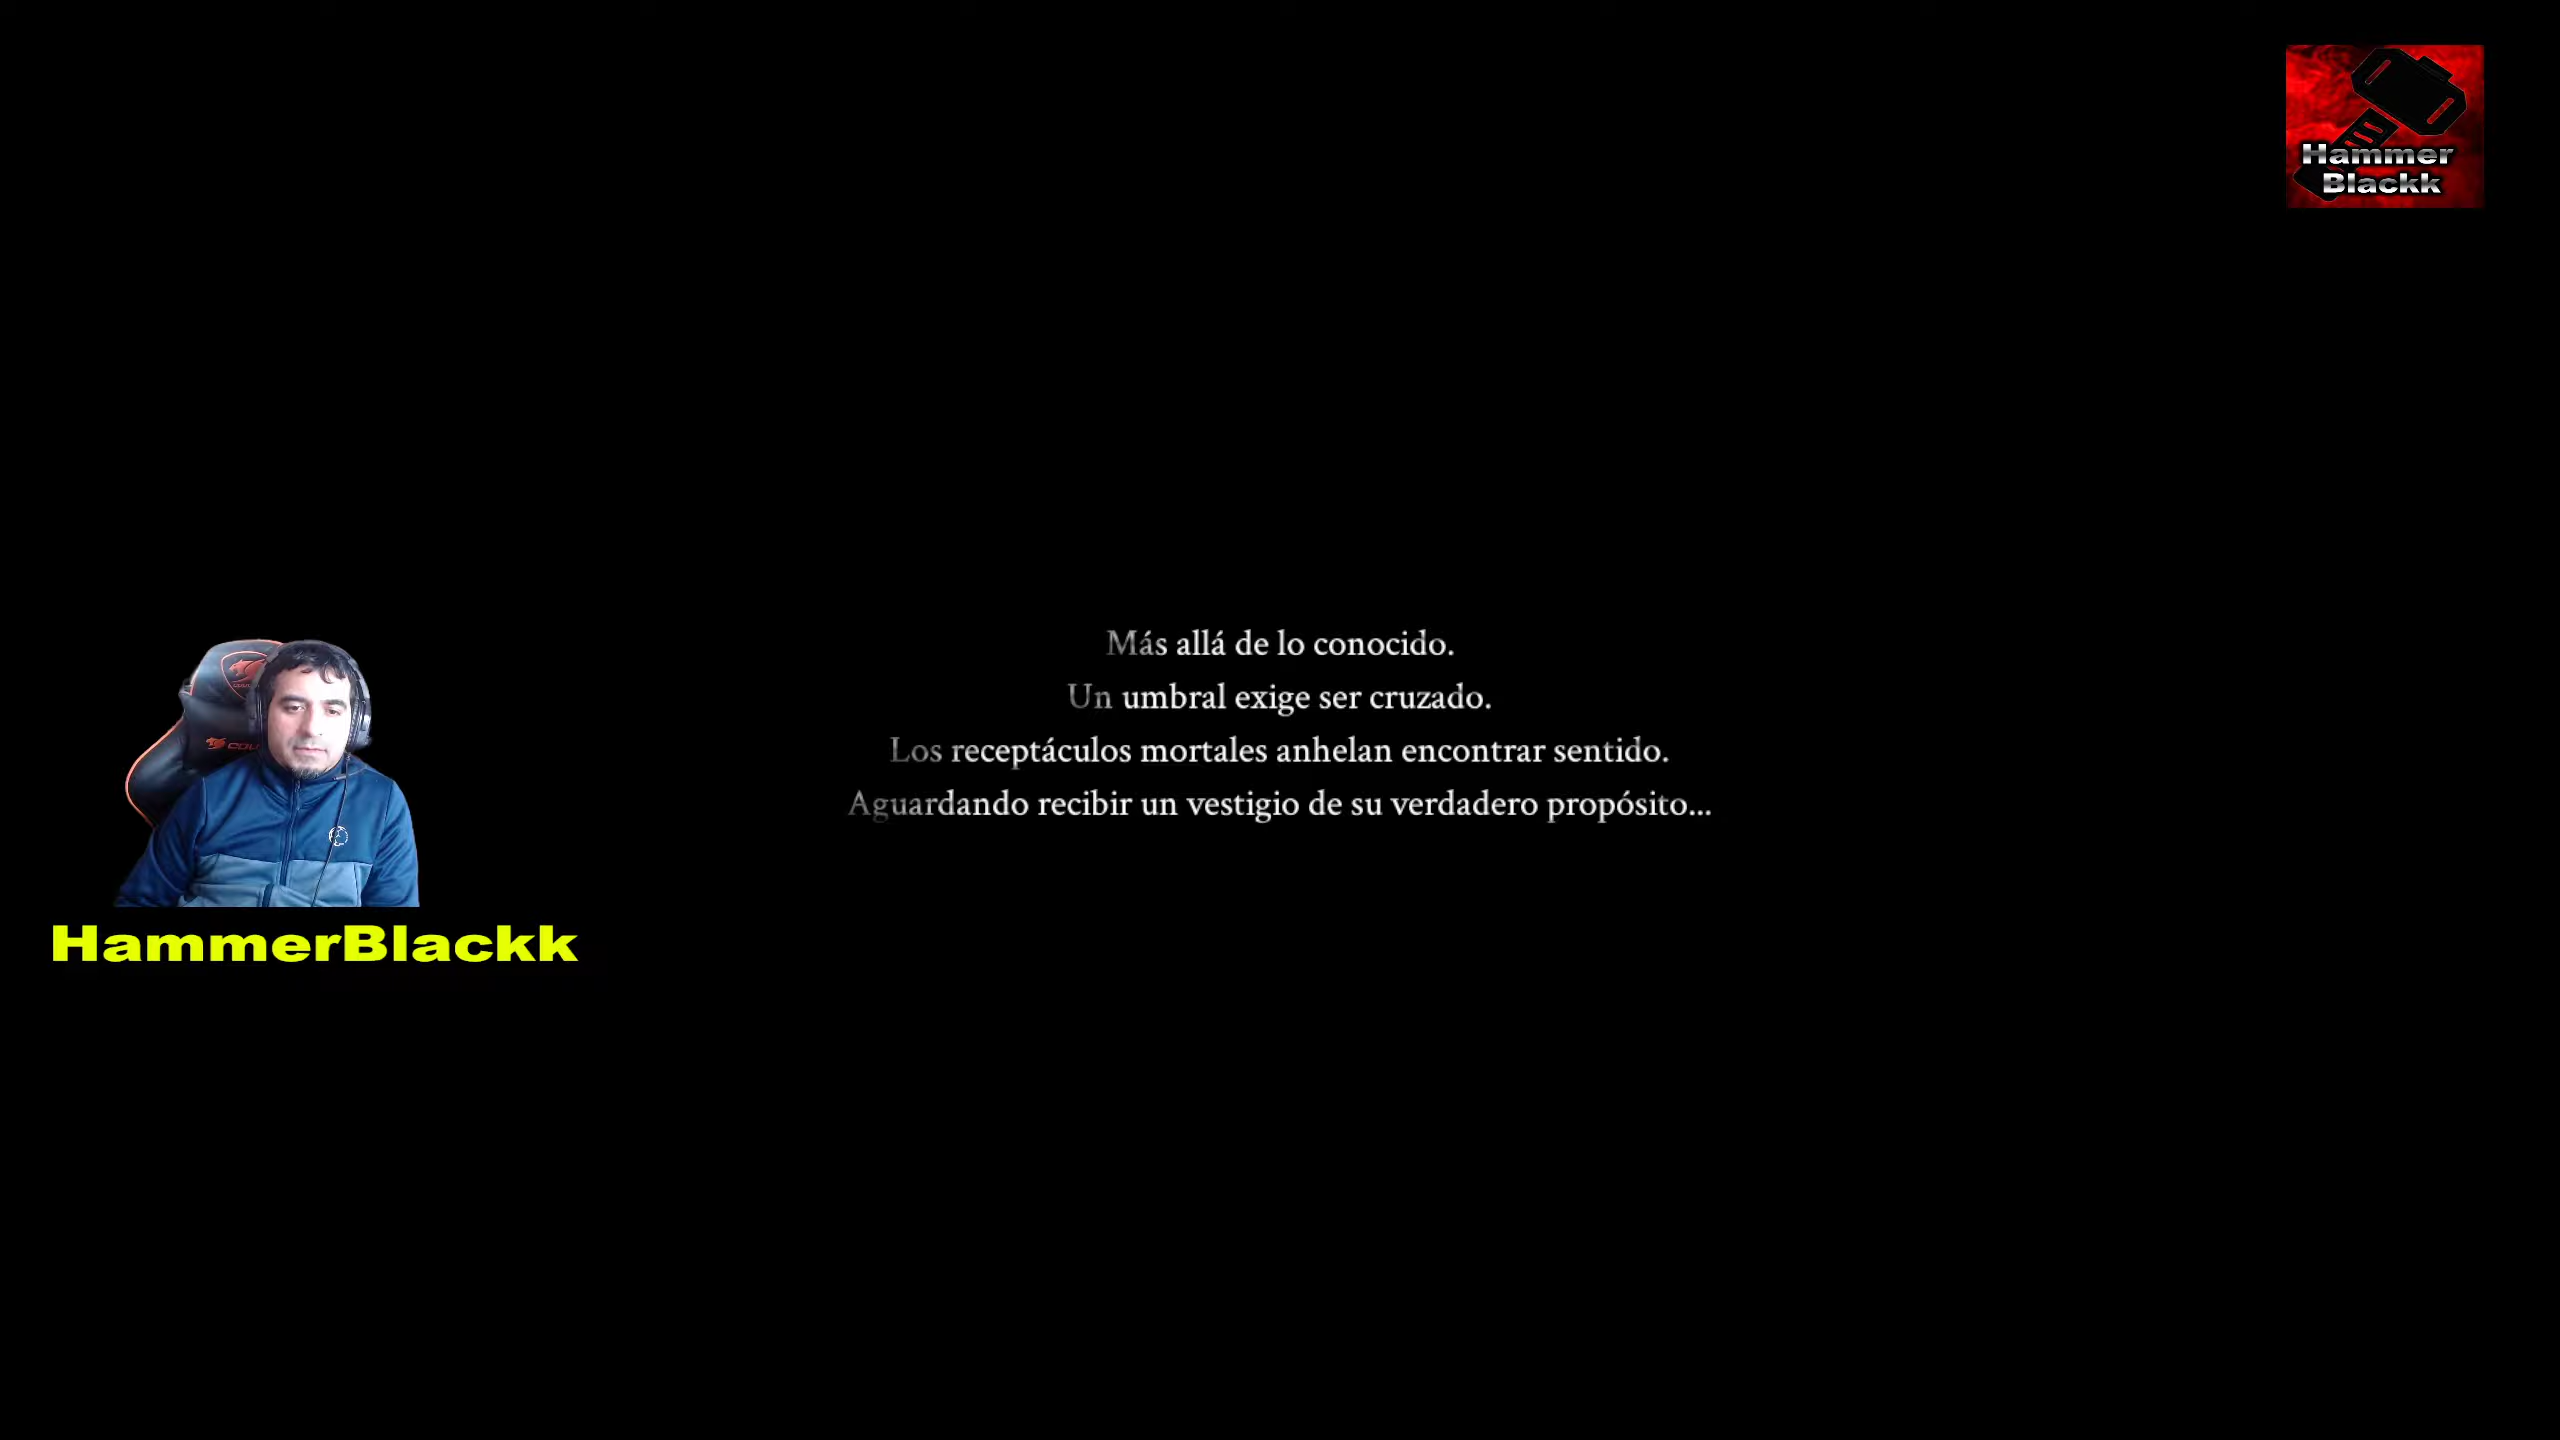 Hammer
Blackk
Más allá de lo conocido.
Un umbral exige ser cruzado.
Los receptáculos mortales anhelan encontrar sentido.
Aguardando recibir un vestigio de su verdadero propósito...
HammerBlackk